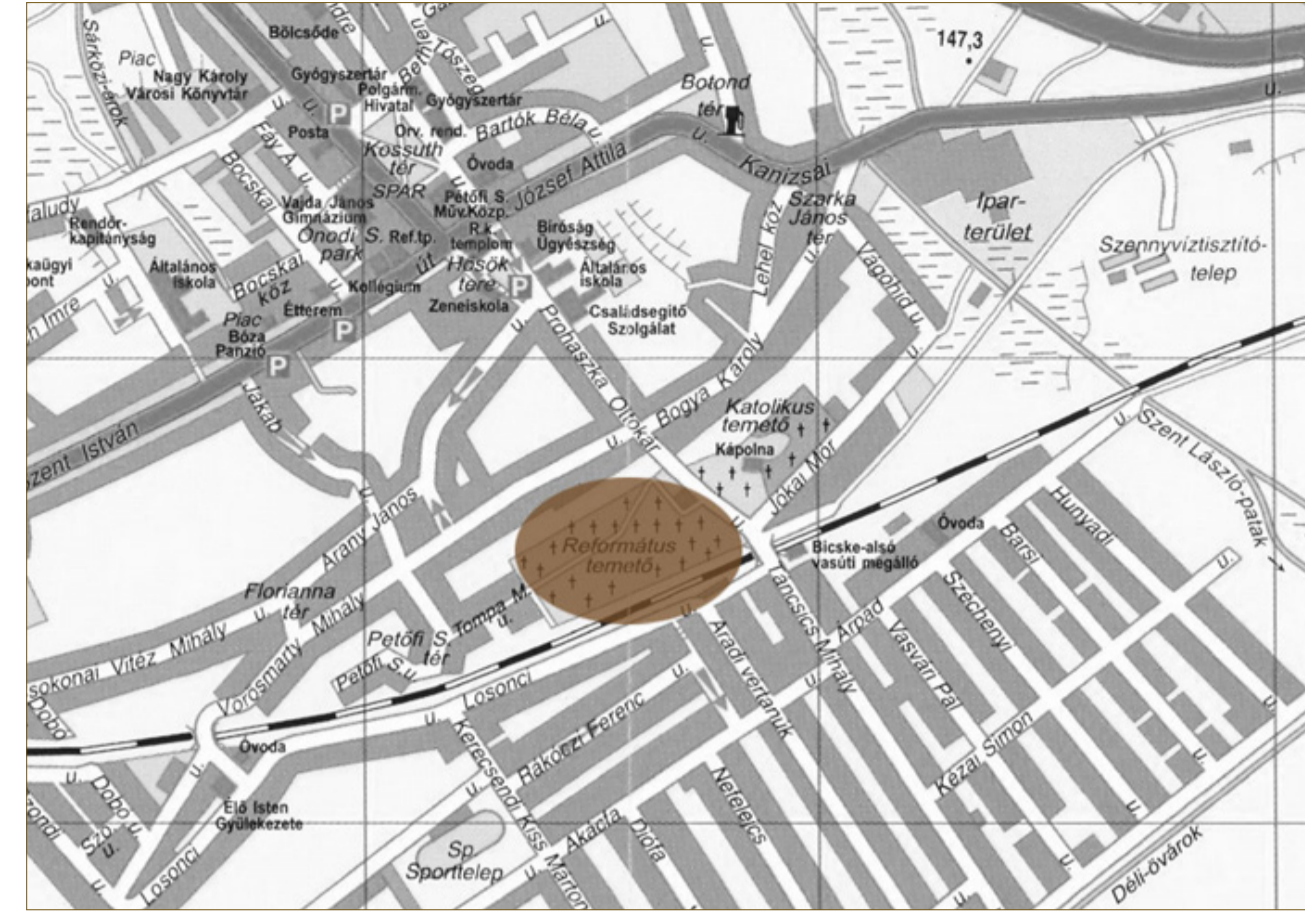 Sárközi-árok
Piac
Nagy Károly
Városi Könyvtár
Bölcsőde
Gyógyszertár
Polgárm.
Hivatal
Tószeg
Gyógyszertár
P
Posta
Orv. rend.
Bartók Béla u.
Kossuth
tér
Óvoda
Fáy A. u.
Bocskai
SPAR
József Attila
u.
Botond
tér
Kanizsai
u.
147,3
Vajda János
Gimnázium
Petőfi S.
Műv.Közp.
R.k.
templom
Bíróság
Ügyészség
Ónodi S.
park
Ref.tp.
út
Hősök
tere
Általános
iskola
Rendőr-
kapitányság
Általános
Iskola
Bocskai
köz
Kollégium
Zeneiskola
P
Családsegítő
Szolgálat
Étterem
Piac
Bóza
Panzió
P
P
Szarka
János
tér
Lehel köz
u.
Vágóhíd u.
Ipar-
terület
Szennyvíztisztító-
telep
Imre
u.
Prohászka Ottokár
u.
Bogya Károly
u.
Katolikus
temető
Kápolna
Jókai Mór
u.
Jakab
u.
Szent István
Arany János
u.
Református
temető
Tompa M.
u.
Bicske-alsó
vasúti megálló
Óvoda
Szent László-patak
u.
Hunyadi
Barsi
Széchenyi
Vasvári Pál
Árpád
u.
Táncsics Mihály
Aradi vértanúk
u.
Florianna
tér
Vörösmarty Mihály
u.
sokonai Vitéz Mihály
Petőfi S.
tér
Petőfi S.u.
Losonci
u.
Dobó
Óvoda
Élő Isten
Gyülekezete
Dobó u.
u.
Losonci
Kerecsendi Kiss Márton
Rákóczi Ferenc
u.
Akácfa
u.
Diófa
Nefelejcs
Kézai Simon
u.
Sp.
Sporttelep
Déli-övárok